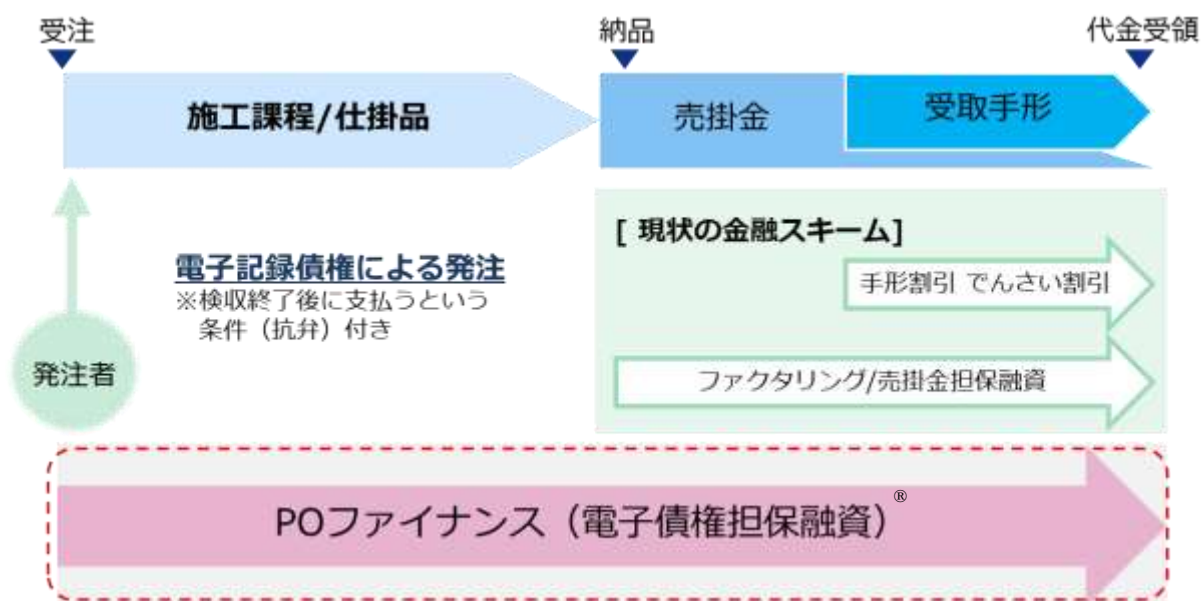 受注
納品
代金受領
施工課程/仕掛品
売掛金
受取手形
[ 現状の金融スキーム]
電子記録債権による発注
※検収終了後に支払うという
条件（抗弁）付き
手形割引 でんさい割引
発注者
ファクタリング/売掛金担保融資
POファイナンス（電子債権担保融資）®